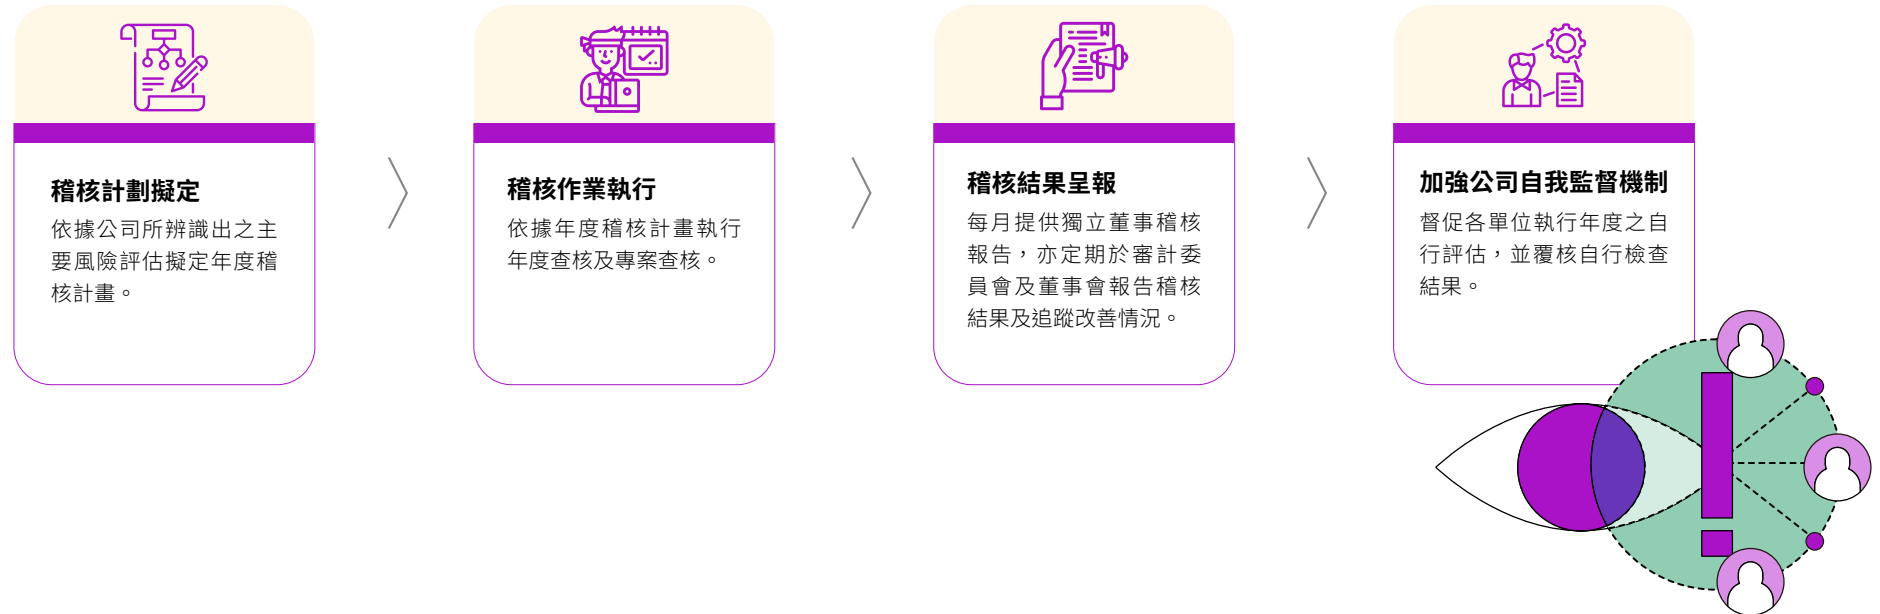 稽核計劃擬定
依據公司所辨識出之主
要風險評估擬定年度稽
核計畫。
稽核作業執行
依據年度稽核計畫執行
年度查核及專案查核。
稽核結果呈報
每月提供獨立董事稽核
報告，亦定期於審計委
員會及董事會報告稽核
結果及追蹤改善情況。
加強公司自我監督機制
督促各單位執行年度之自
行評估，並覆核自行檢查
結果。